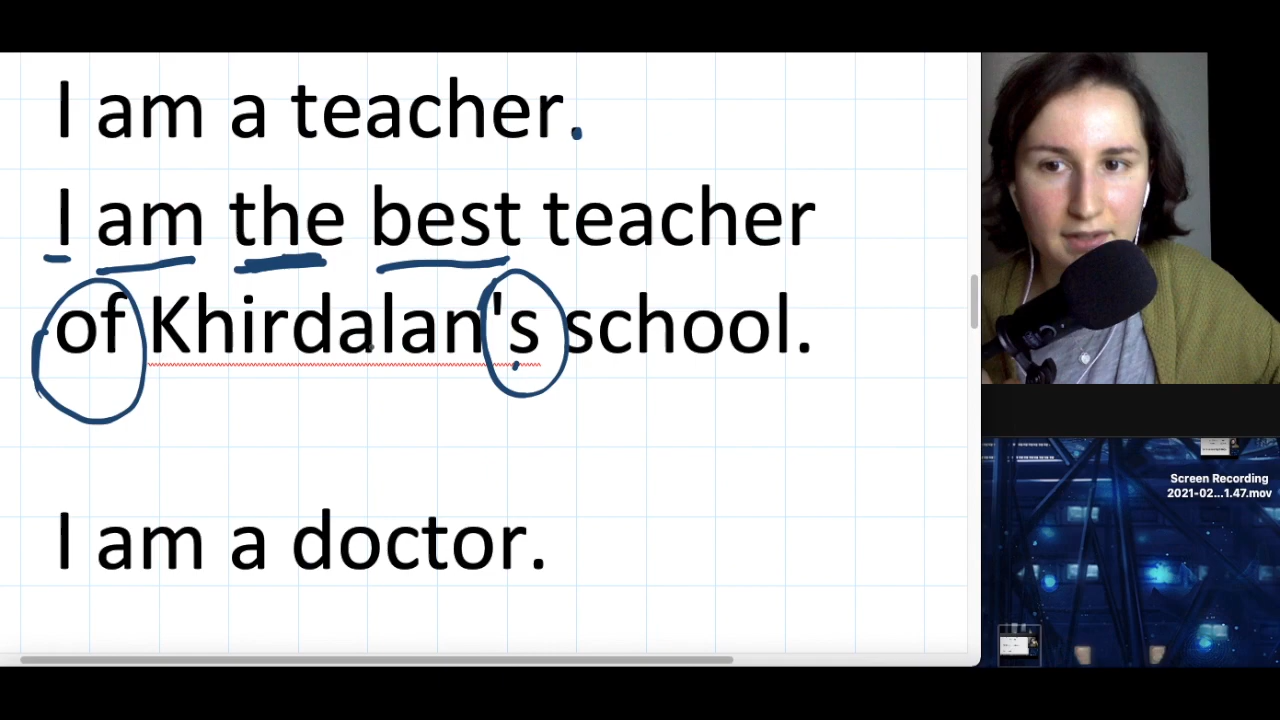 I am a teacher.
I am the best teacher
of Khirdalan's school.
I am a doctor.
Screen Recording
2021-02...1.47.mov